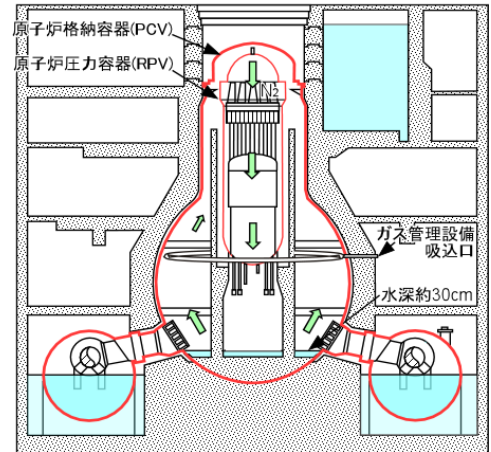 原子炉格納容器(PCV)
原子炉圧力容器(RPV)
N₂
ガス管理設備
吸込口
水深約30cm